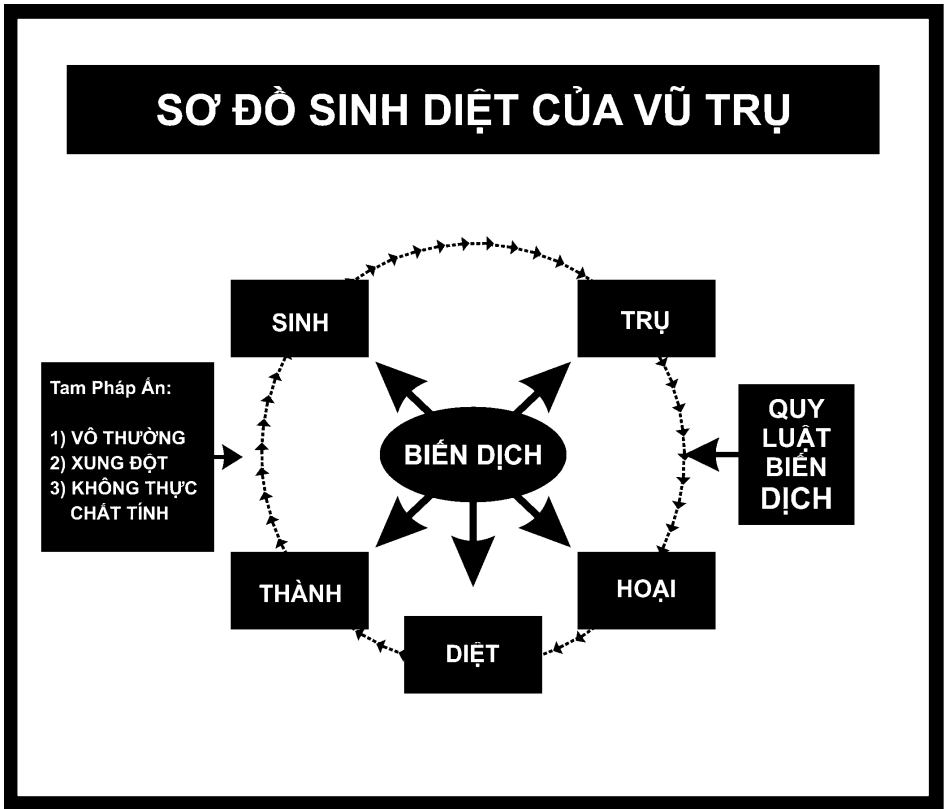 SƠ ĐỒ SINH DIỆT CỦA VŨ TRỤ
SINH
TRỤ
Tam Pháp Ấn:
1) VÔ THƯỜNG
2) XUNG ĐỘT
3) KHÔNG THỰC
CHẤT TÍNH
BIẾN DỊCH
QUY
LUẬT
BIẾN
DỊCH
THÀNH
HOẠI
DIỆT